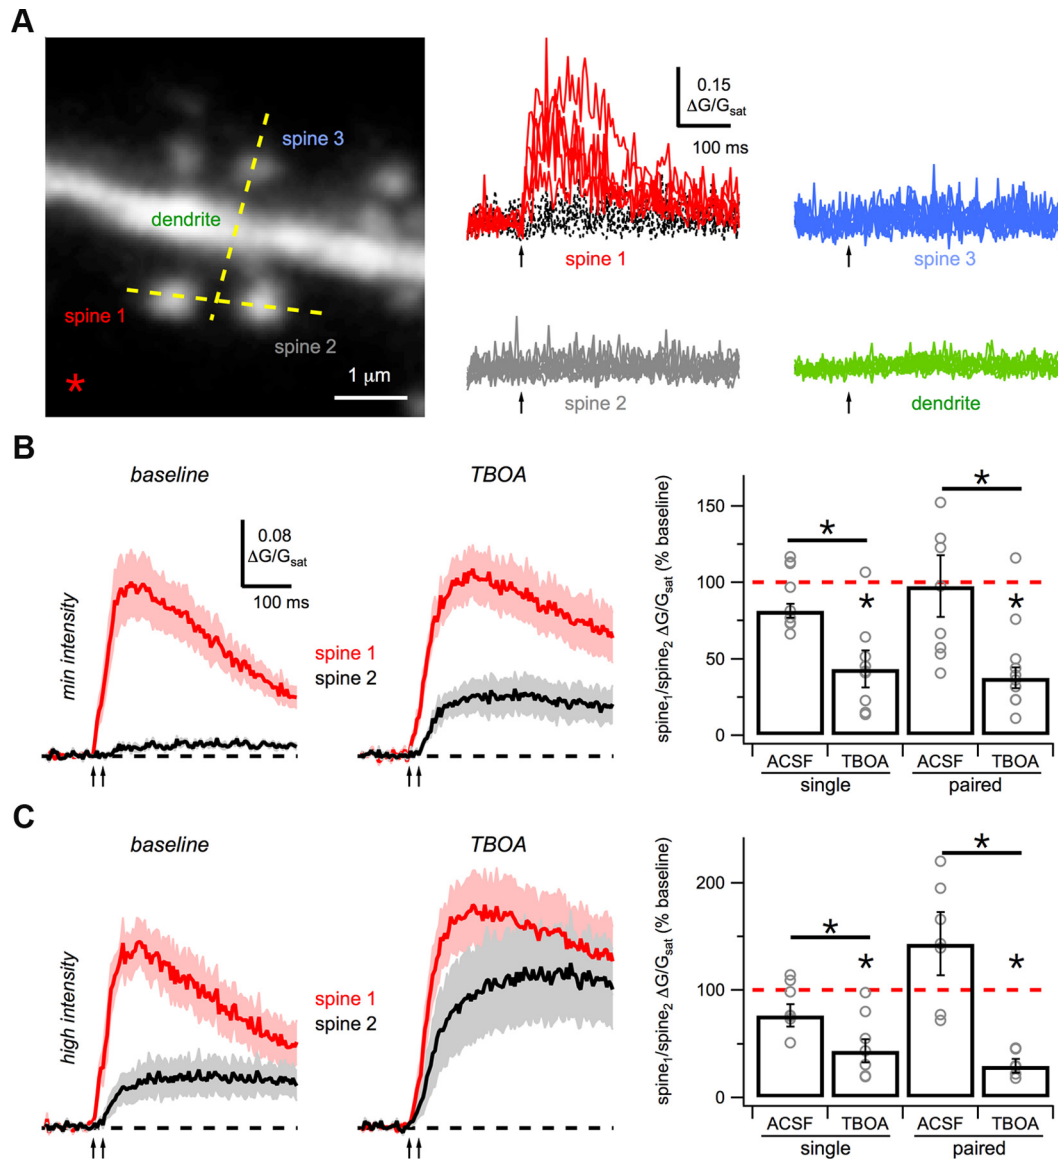 A
spine 3
dendrite
spine 1
spine 2
*
1 μm
0.15
ΔG/Gsat
100 ms
spine 1
spine 3
spine 2
dendrite
B
baseline
TBOA
0.08
ΔG/Gsat
100 ms
min intensity
spine 1
spine 2
spine1/spine2 ΔG/Gsat (% baseline)
150
100
50
0
*
*
*
*
ACSF
TBOA
ACSF
TBOA
single
paired
C
baseline
TBOA
high intensity
spine 1
spine 2
spine1/spine2 ΔG/Gsat (% baseline)
200
100
0
*
*
*
*
ACSF
TBOA
ACSF
TBOA
single
paired